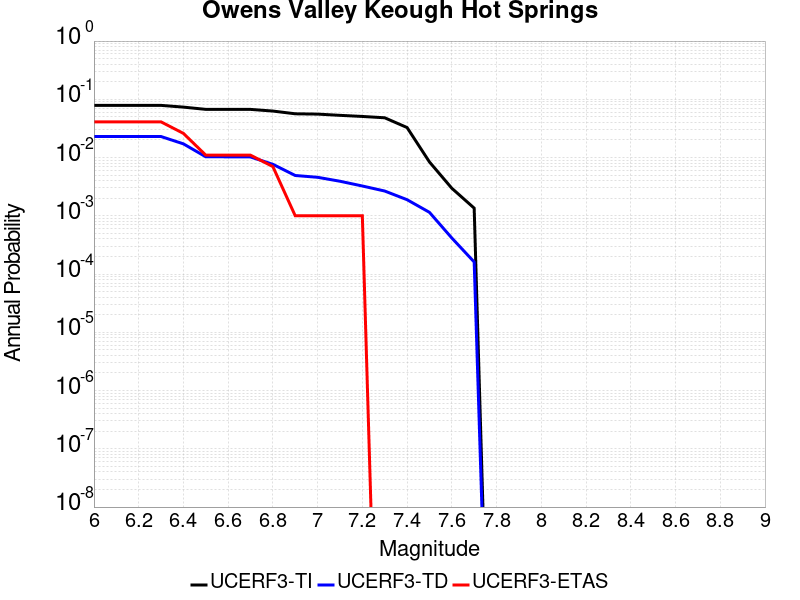 Owens Valley Keough Hot Springs
10^0
10^-1
10^-2
10^-3
10^-4
10^-5
10^-6
10^-7
10^-8
Annual Probability
6 6.2 6.4 6.6 6.8 7 7.2 7.4 7.6 7.8 8 8.2 8.4 8.6 8.8 9
Magnitude
UCERF3-TI UCERF3-TD UCERF3-ETAS